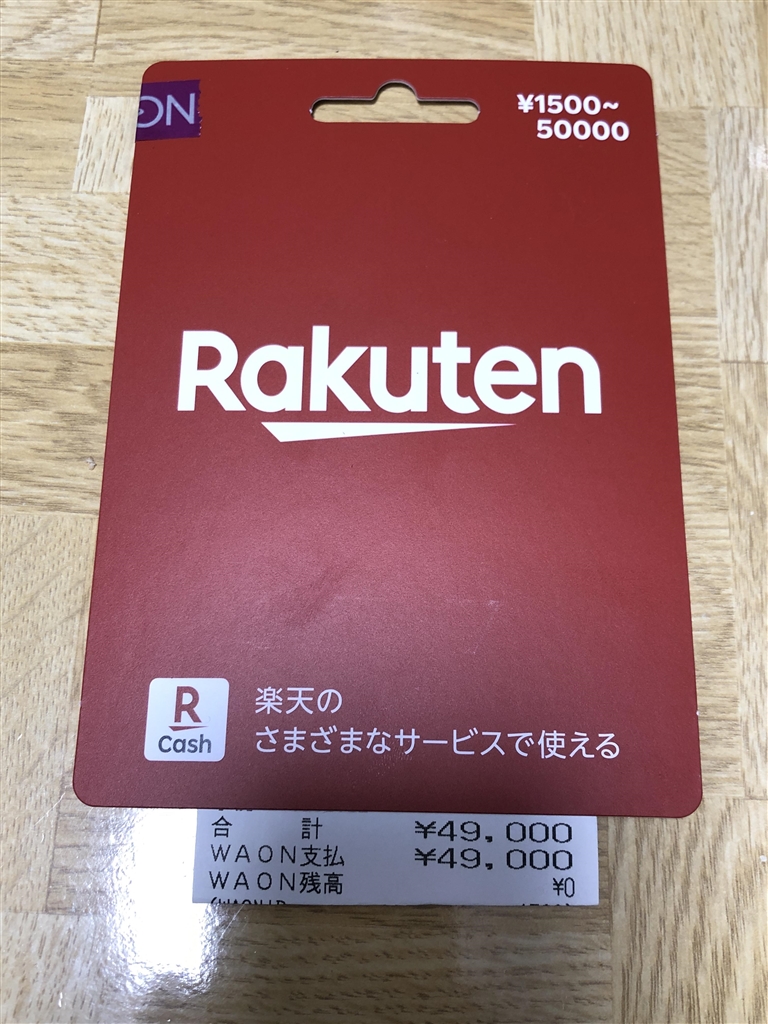 ON
¥1500~
50000
Rakuten
R
Cash
楽天の
さまざまなサービスで使える
合 計 ¥49,000
WAON支払 ¥49,000
WAON残高 ¥0